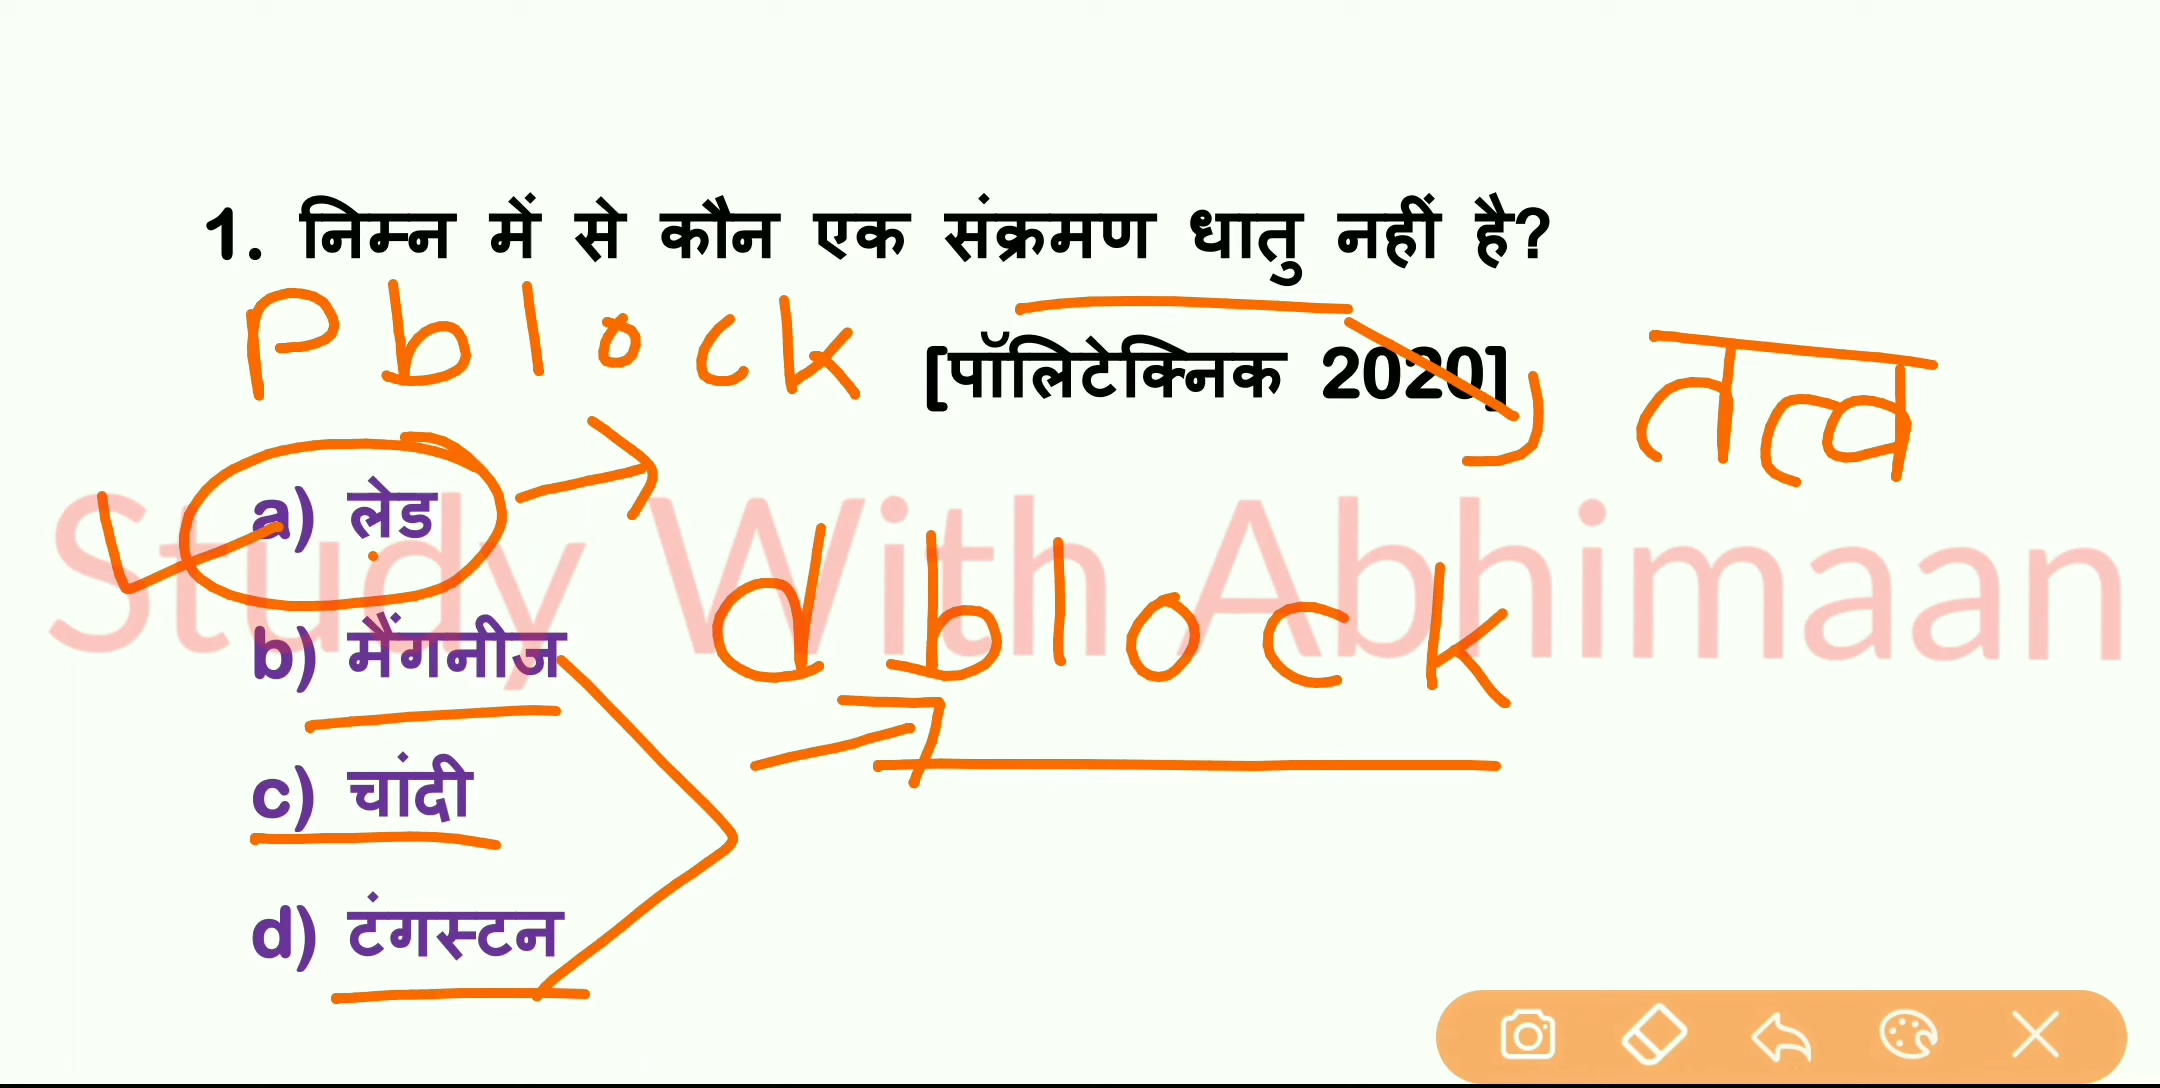 1. निम्न में से कौन एक संक्रमण धातु नहीं है?
P block
[पॉलिटेक्निक 2020]
तत्व
a) लेड
Study With Abhimaan
d block
b) मैंगनीज
c) चांदी
d) टंगस्टन